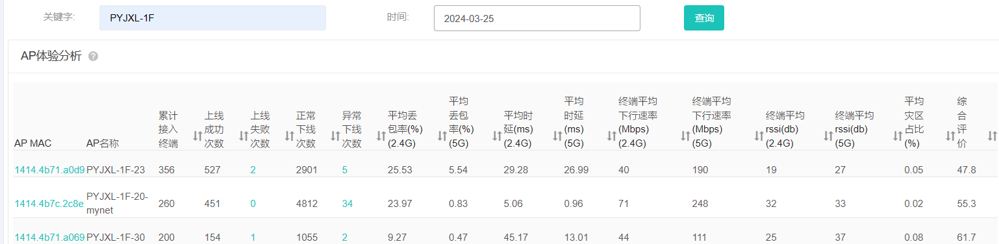 关键字: PYJXL-1F 时间: 2024-03-25 查询
AP体验分析 ?
AP MAC
AP名称
累计
接入
终端
上线
成功
次数
上线
失败
次数
正常
下线
次数
异常
下线
次数
平均丢
包率(%)
(2.4G)
平均
丢包
率(%)
(5G)
平均时
延(ms)
(2.4G)
平均
时延
(ms)
(5G)
终端平均
下行速率
(Mbps)
(2.4G)
终端平均
下行速率
(Mbps)
(5G)
终端平均
rssi(db)
(2.4G)
终端平均
rssi(db)
(5G)
平均
灾区
占比
(%)
综
合
评
价
1414.4b71.a0d9 PYJXL-1F-23 356 527 2 2901 5 25.53 5.54 29.28 26.99 40 190 19 27 0.05 47.8
1414.4b7c.2c8e PYJXL-1F-20-
mynet 260 451 0 4812 34 23.97 0.83 5.06 0.96 71 248 32 33 0.02 55.3
1414.4b71.a069 PYJXL-1F-30 200 154 1 1055 2 9.27 0.47 45.17 13.01 44 111 25 37 0.08 61.7